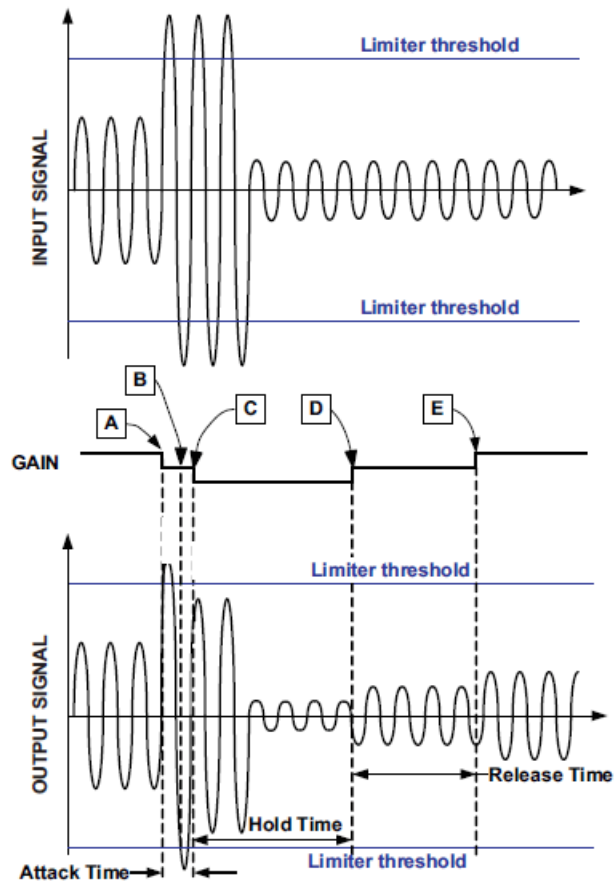 Limiter threshold
INPUT SIGNAL
Limiter threshold
B
A
C
D
E
GAIN
Limiter threshold
OUTPUT SIGNAL
Release Time
Hold Time
Limiter threshold
Attack Time